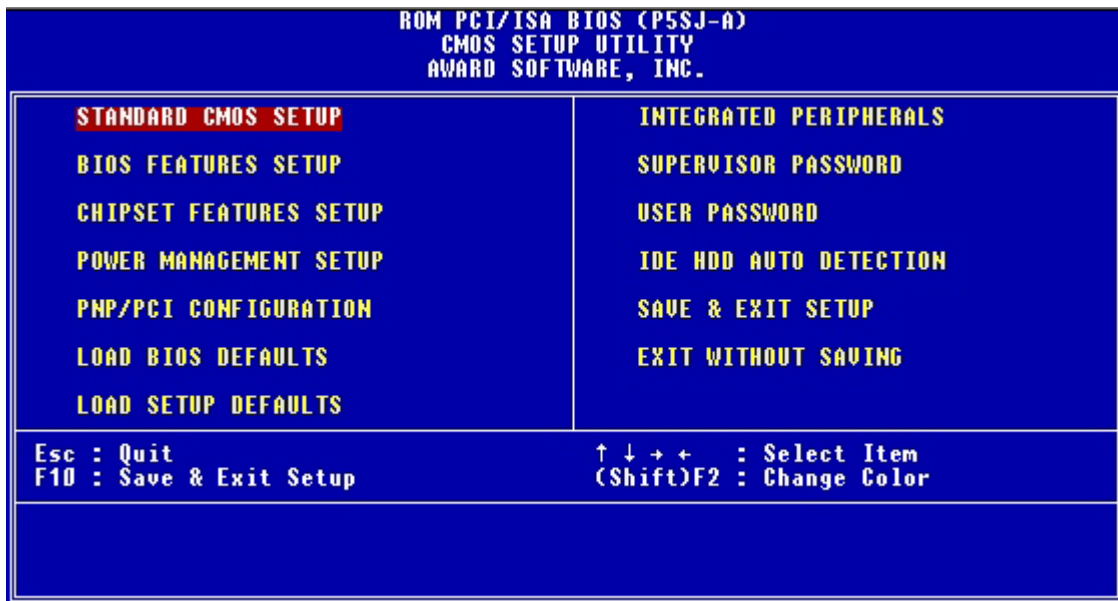 ROM PCI/ISA BIOS (P5SJ-A)
CMOS SETUP UTILITY
AWARD SOFTWARE, INC.
STANDARD CMOS SETUP
BIOS FEATURES SETUP
CHIPSET FEATURES SETUP
POWER MANAGEMENT SETUP
PNP/PCI CONFIGURATION
LOAD BIOS DEFAULTS
LOAD SETUP DEFAULTS
INTEGRATED PERIPHERALS
SUPERVISOR PASSWORD
USER PASSWORD
IDE HDD AUTO DETECTION
SAVE & EXIT SETUP
EXIT WITHOUT SAVING
Esc : Quit
F10 : Save & Exit Setup
↑ ↓ → ← : Select Item
(Shift)F2 : Change Color